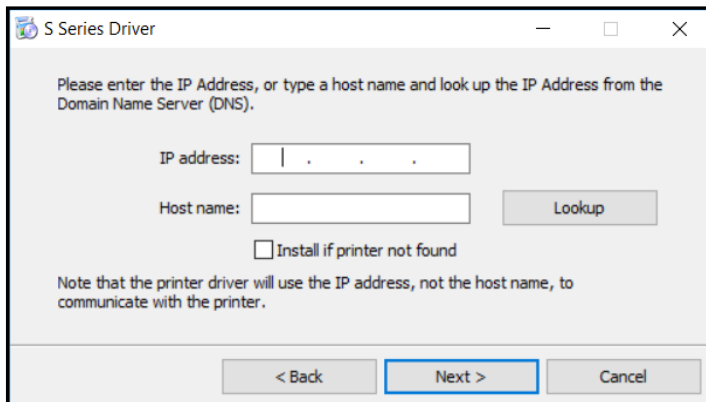 S Series Driver
Please enter the IP Address, or type a host name and look up the IP Address from the
Domain Name Server (DNS).
IP address: . . .
Host name: Lookup
Install if printer not found
Note that the printer driver will use the IP address, not the host name, to
communicate with the printer.
< Back Next > Cancel